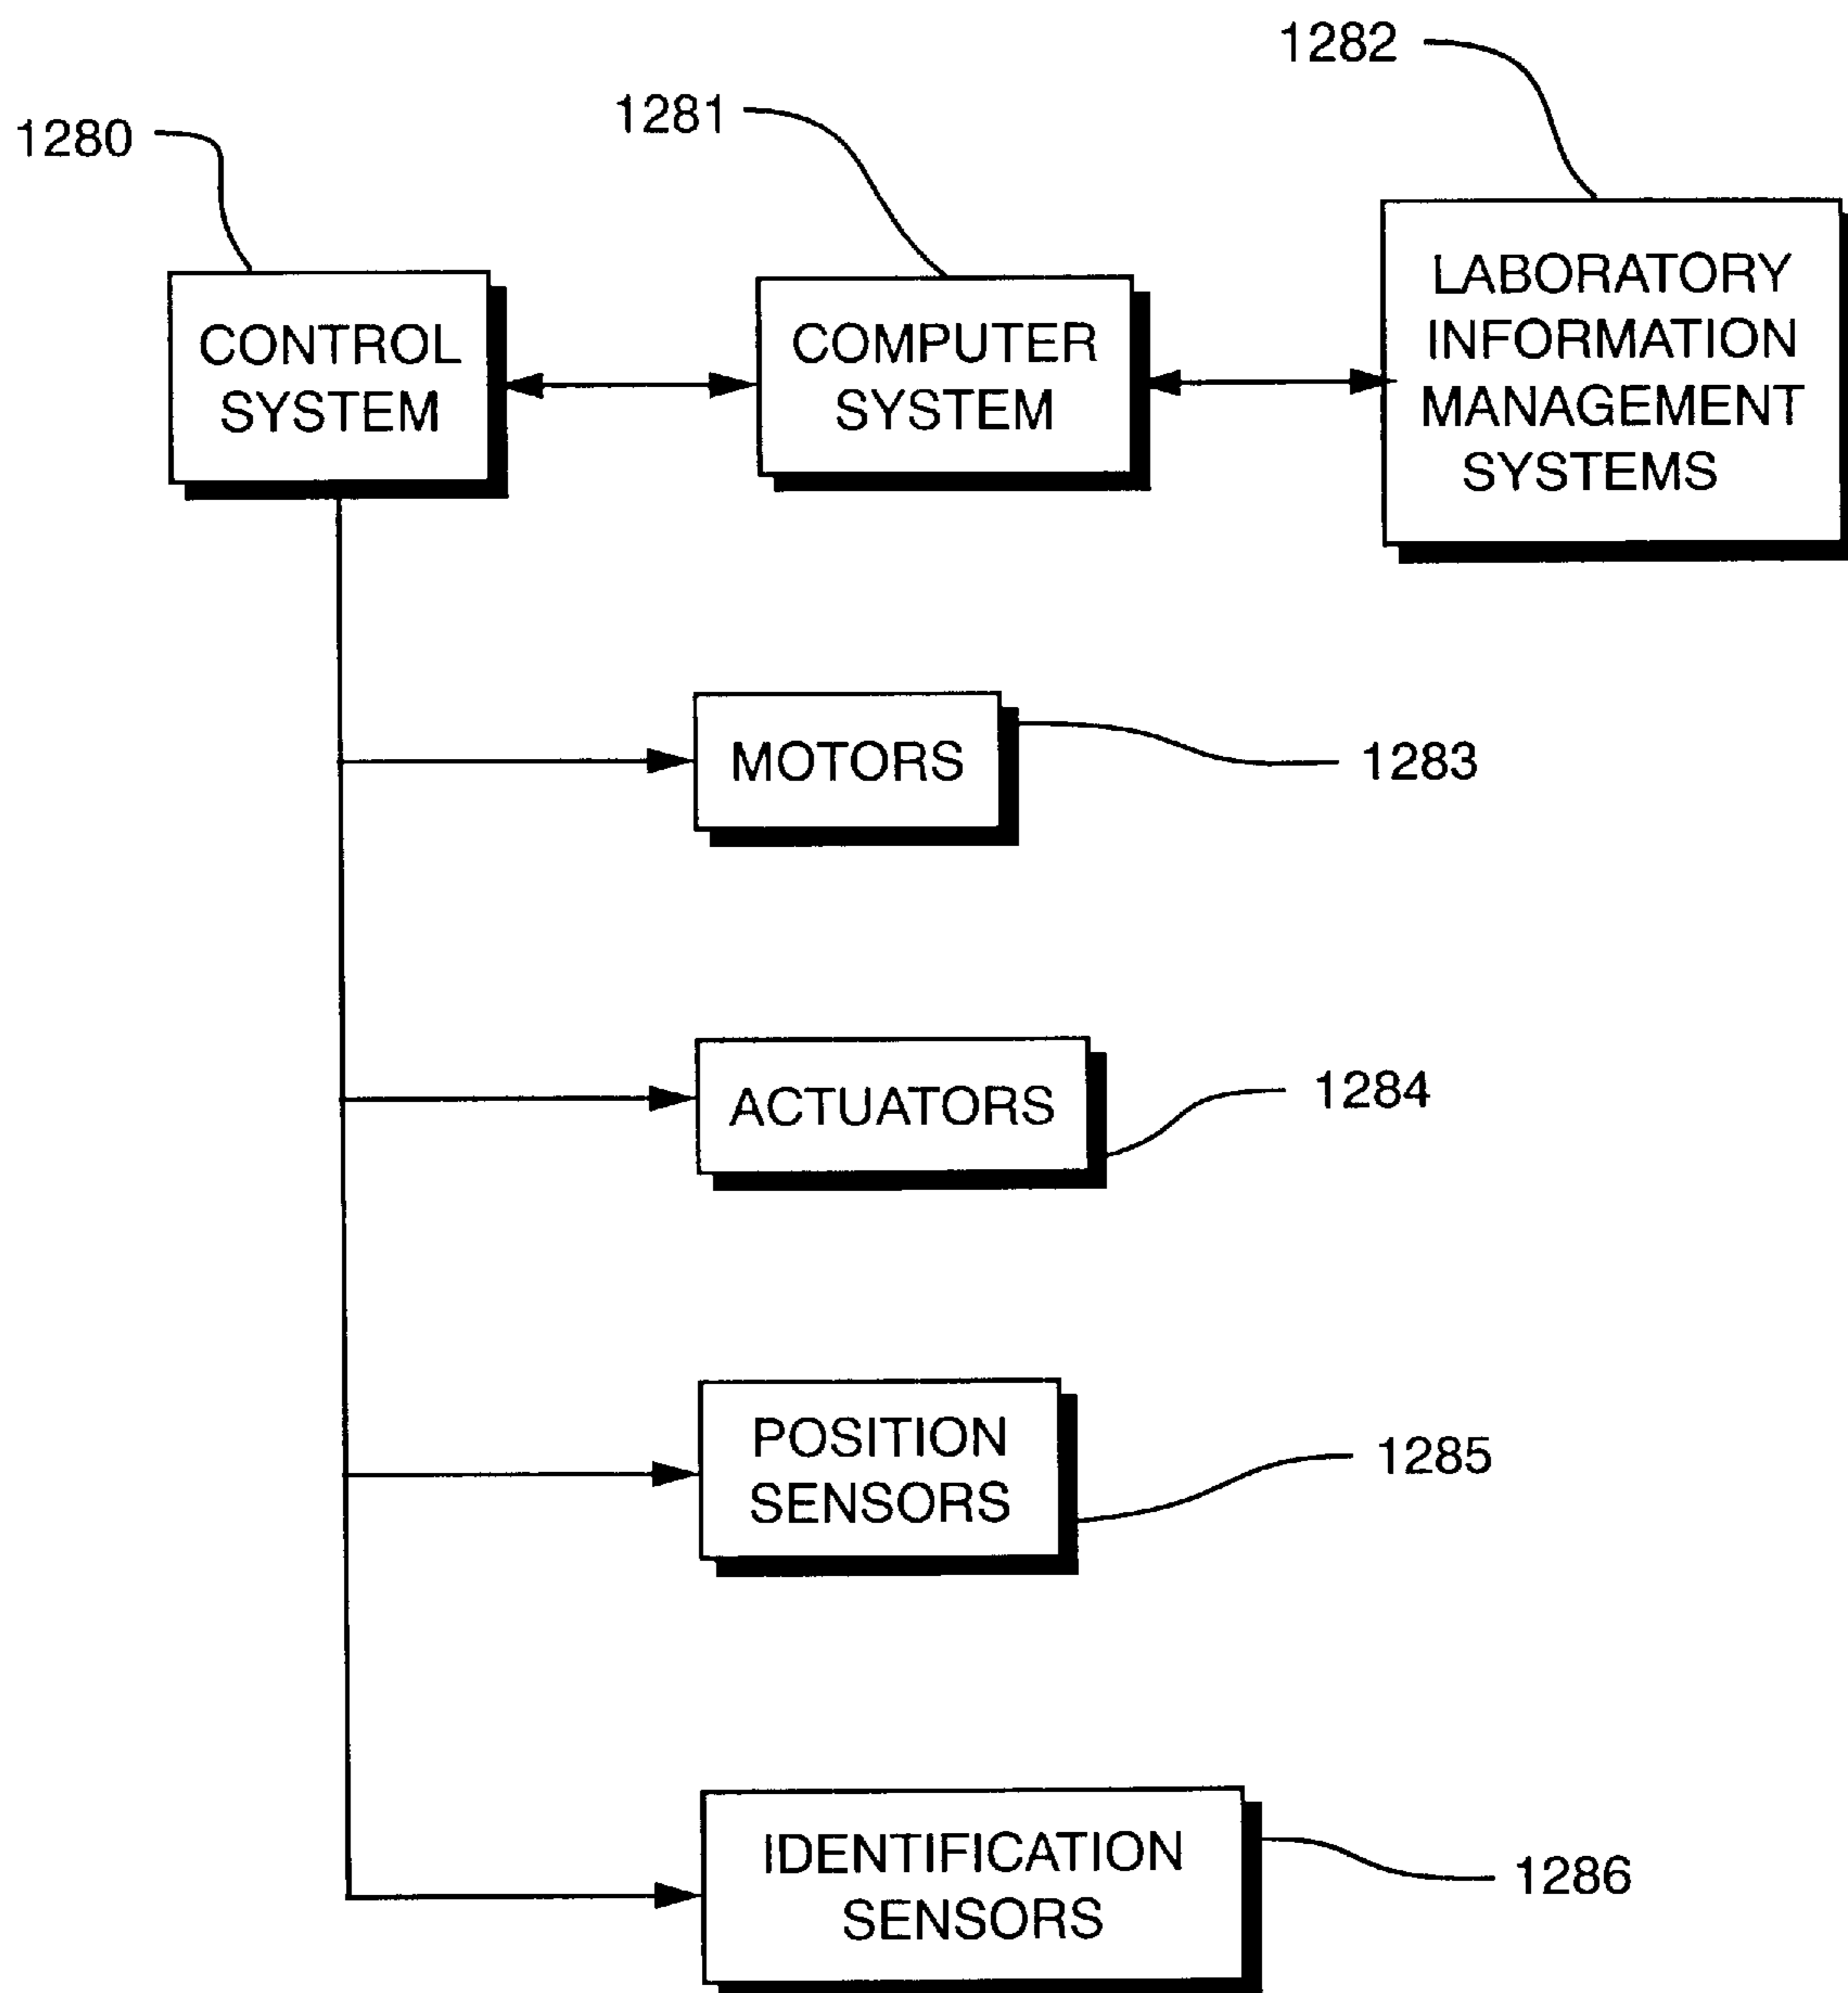 1282
1281
1280
LABORATORY
INFORMATION
MANAGEMENT
SYSTEMS
COMPUTER
SYSTEM
CONTROL
SYSTEM
MOTORS
1283
ACTUATORS
1284
POSITION
SENSORS
1285
IDENTIFICATION
SENSORS
1286